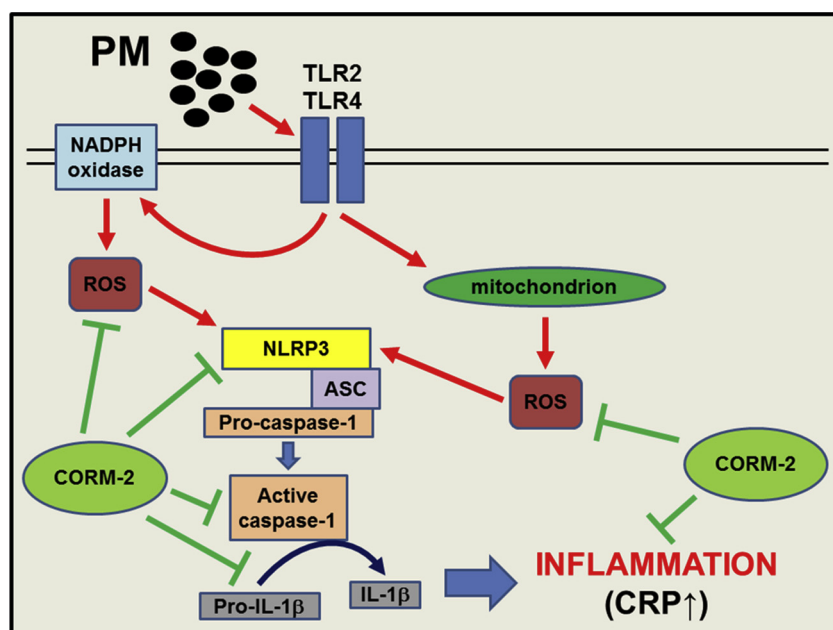 PM
TLR2
TLR4
NADPH
oxidase
ROS
mitochondrion
NLRP3
ASC
Pro-caspase-1
ROS
CORM-2
CORM-2
Active
caspase-1
Pro-IL-1β
IL-1β
INFLAMMATION
(CRP↑)